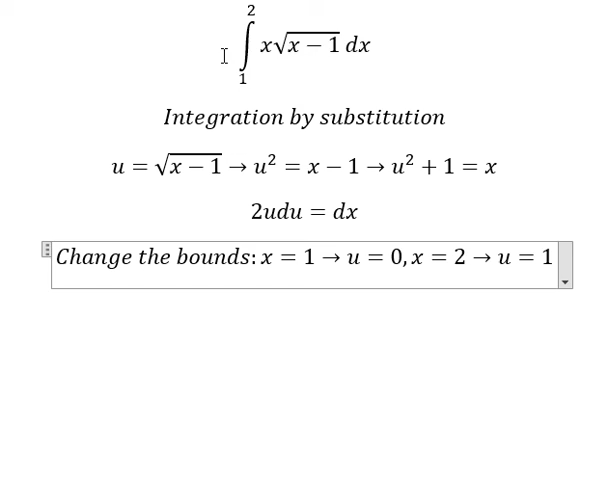 ∫₁² x√(x − 1) dx
Integration by substitution
u = √(x − 1) → u² = x − 1 → u² + 1 = x
2udu = dx
Change the bounds: x = 1 → u = 0, x = 2 → u = 1